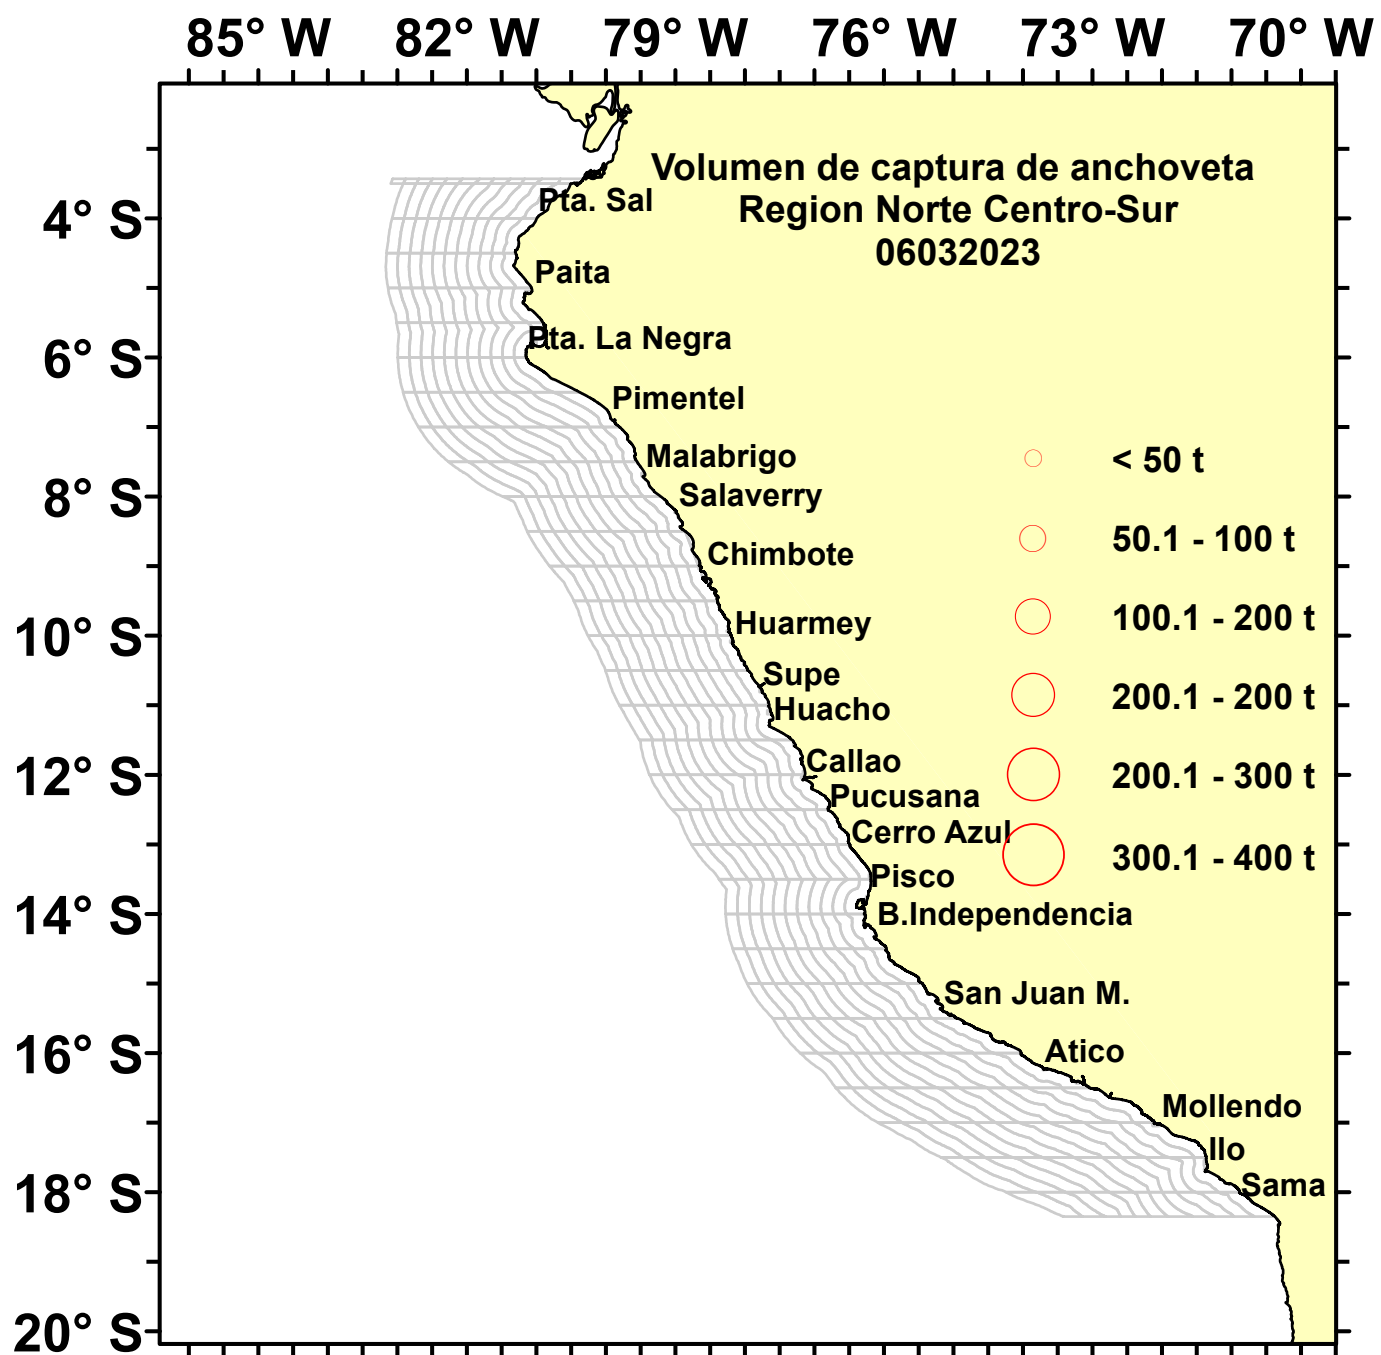 85° W 82° W 79° W 76° W 73° W 70° W
Volumen de captura de anchoveta
Region Norte Centro-Sur
06032023
4° S
6° S
8° S
10° S
12° S
14° S
16° S
18° S
20° S
Pta. Sal
Paita
Pta. La Negra
Pimentel
Malabrigo
Salaverry
Chimbote
Huarmey
Supe
Huacho
Callao
Pucusana
Cerro Azul
Pisco
B.Independencia
San Juan M.
Atico
Mollendo
Ilo
Sama
< 50 t
50.1 - 100 t
100.1 - 200 t
200.1 - 200 t
200.1 - 300 t
300.1 - 400 t